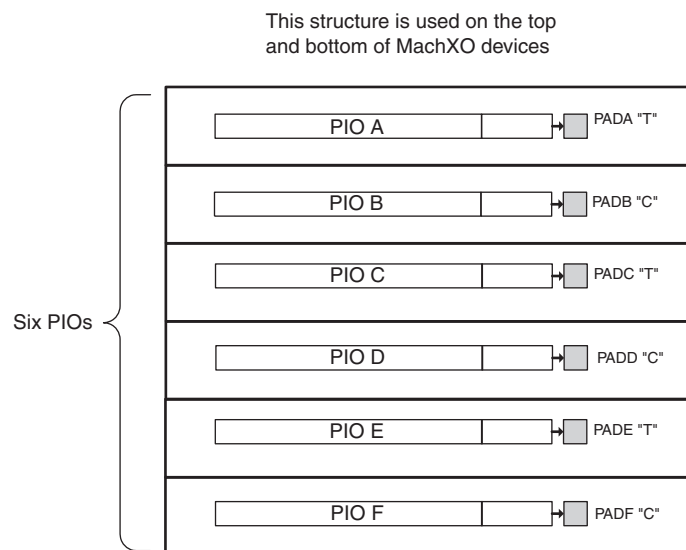 This structure is used on the top
and bottom of MachXO devices
PIO A
PADA "T"
PIO B
PADB "C"
PIO C
PADC "T"
Six PIOs
PIO D
PADD "C"
PIO E
PADE "T"
PIO F
PADF "C"